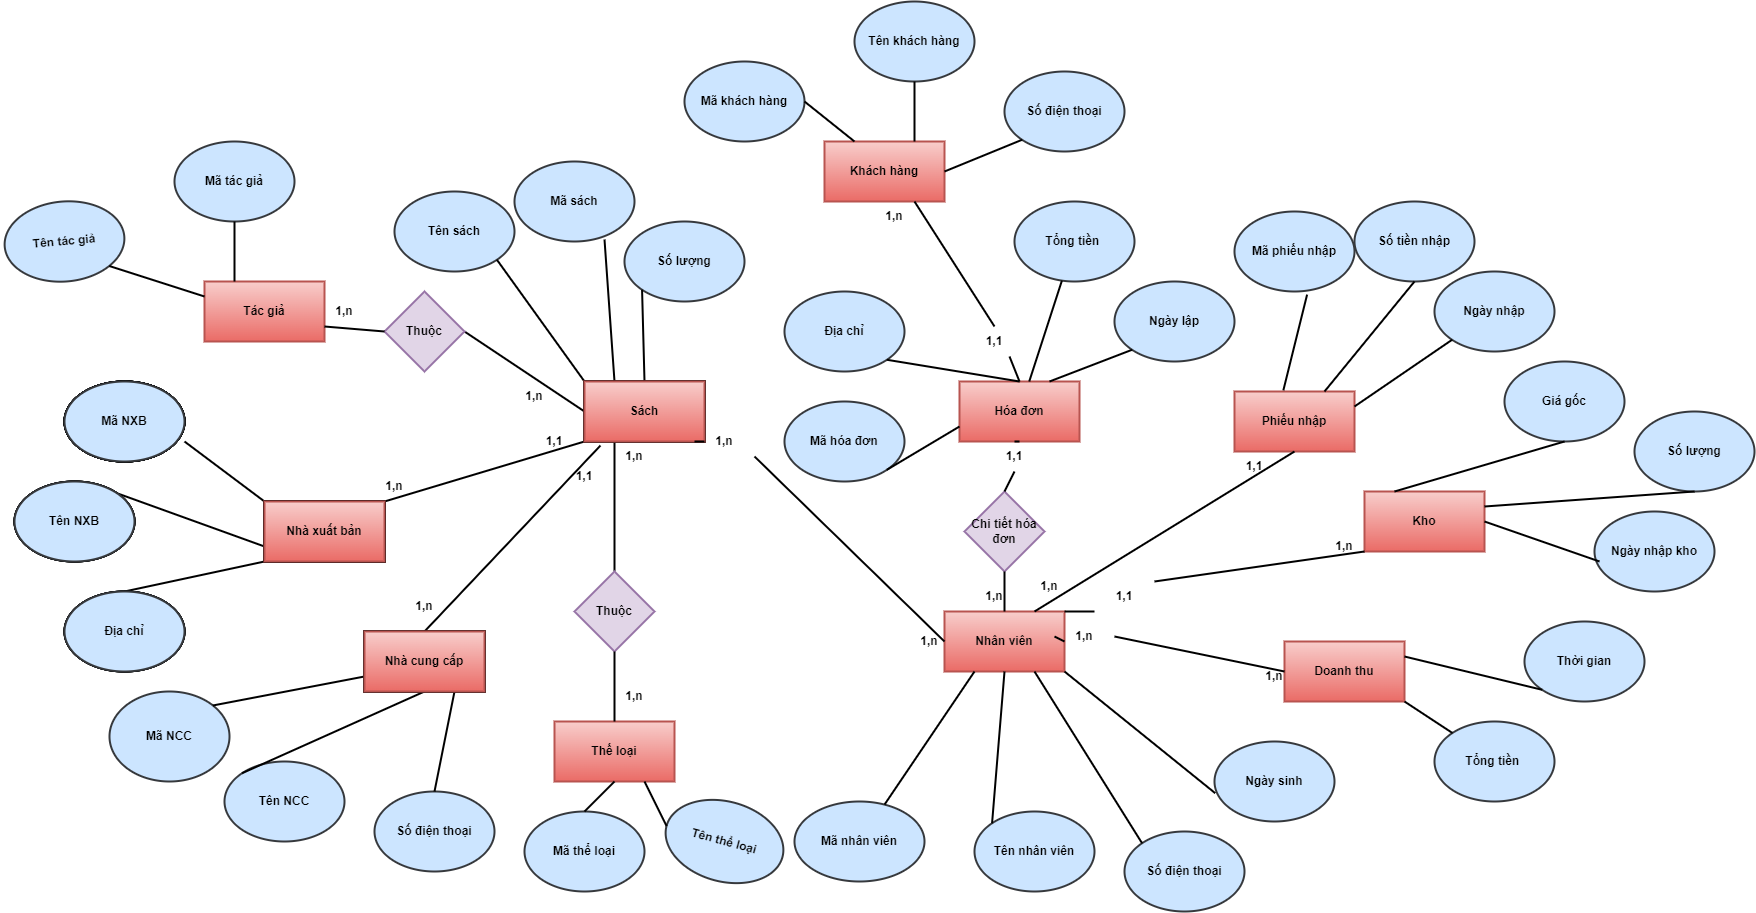 Tên khách hàng
Mã khách hàng
Số điện thoại
Khách hàng
1,n
Mã tác giả
Tên tác giả
Tác giả
1,n
Thuộc
Tên sách
Mã sách
Số lượng
1,n
Sách
1,n
1,1
1,n
1,1
Tổng tiền
Địa chỉ
Ngày lập
1,1
Mã hóa đơn
Hóa đơn
1,1
Chi tiết hóa
đơn
1,n
Mã phiếu nhập
Số tiền nhập
Ngày nhập
Phiếu nhập
1,1
1,n
Giá gốc
Số lượng
Kho
Ngày nhập kho
1,n
1,1
Mã NXB
Tên NXB
Nhà xuất bản
1,n
Địa chỉ
1,n
Nhà cung cấp
Mã NCC
Tên NCC
Số điện thoại
Thuộc
1,n
Thể loại
Mã thể loại
Tên thể loại
1,n
Nhân viên
1,n
Doanh thu
1,n
Thời gian
Tổng tiền
Ngày sinh
Mã nhân viên
Tên nhân viên
Số điện thoại